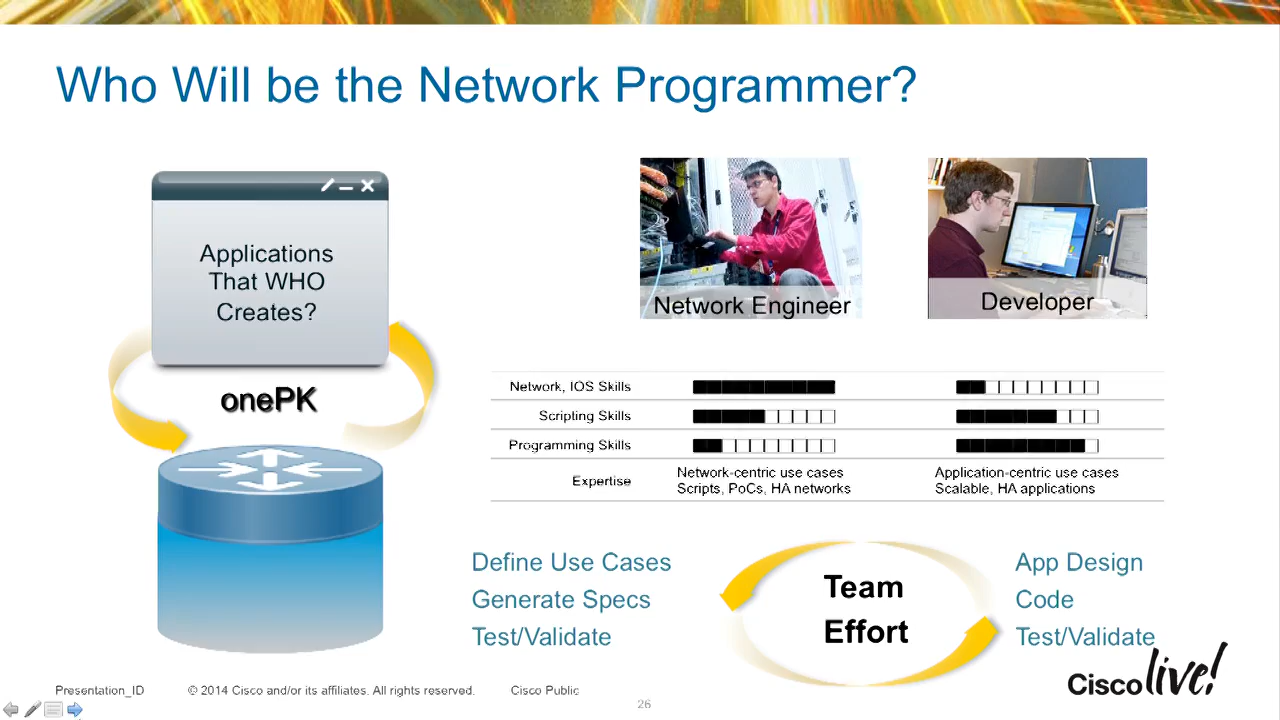 Who Will be the Network Programmer?
Applications
That WHO
Creates?
onePK
Network Engineer
Developer
Network, IOS Skills
Scripting Skills
Programming Skills
Expertise
Network-centric use cases
Scripts, PoCs, HA networks
Application-centric use cases
Scalable, HA applications
Define Use Cases
Generate Specs
Test/Validate
Team
Effort
App Design
Code
Test/Validate
Presentation_ID
© 2014 Cisco and/or its affiliates. All rights reserved.
Cisco Public
26
Cisco live!